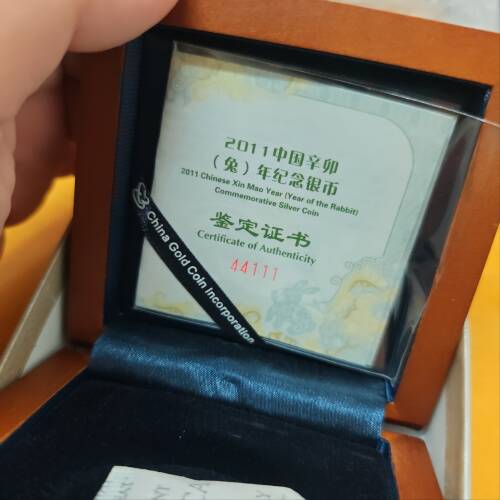 2011中国辛卯
（兔）年纪念银币
2011 Chinese Xin Mao Year (Year of the Rabbit)
Commemorative Silver Coin
鉴定证书
Certificate of Authenticity
44111
China Gold Coin Incorporation